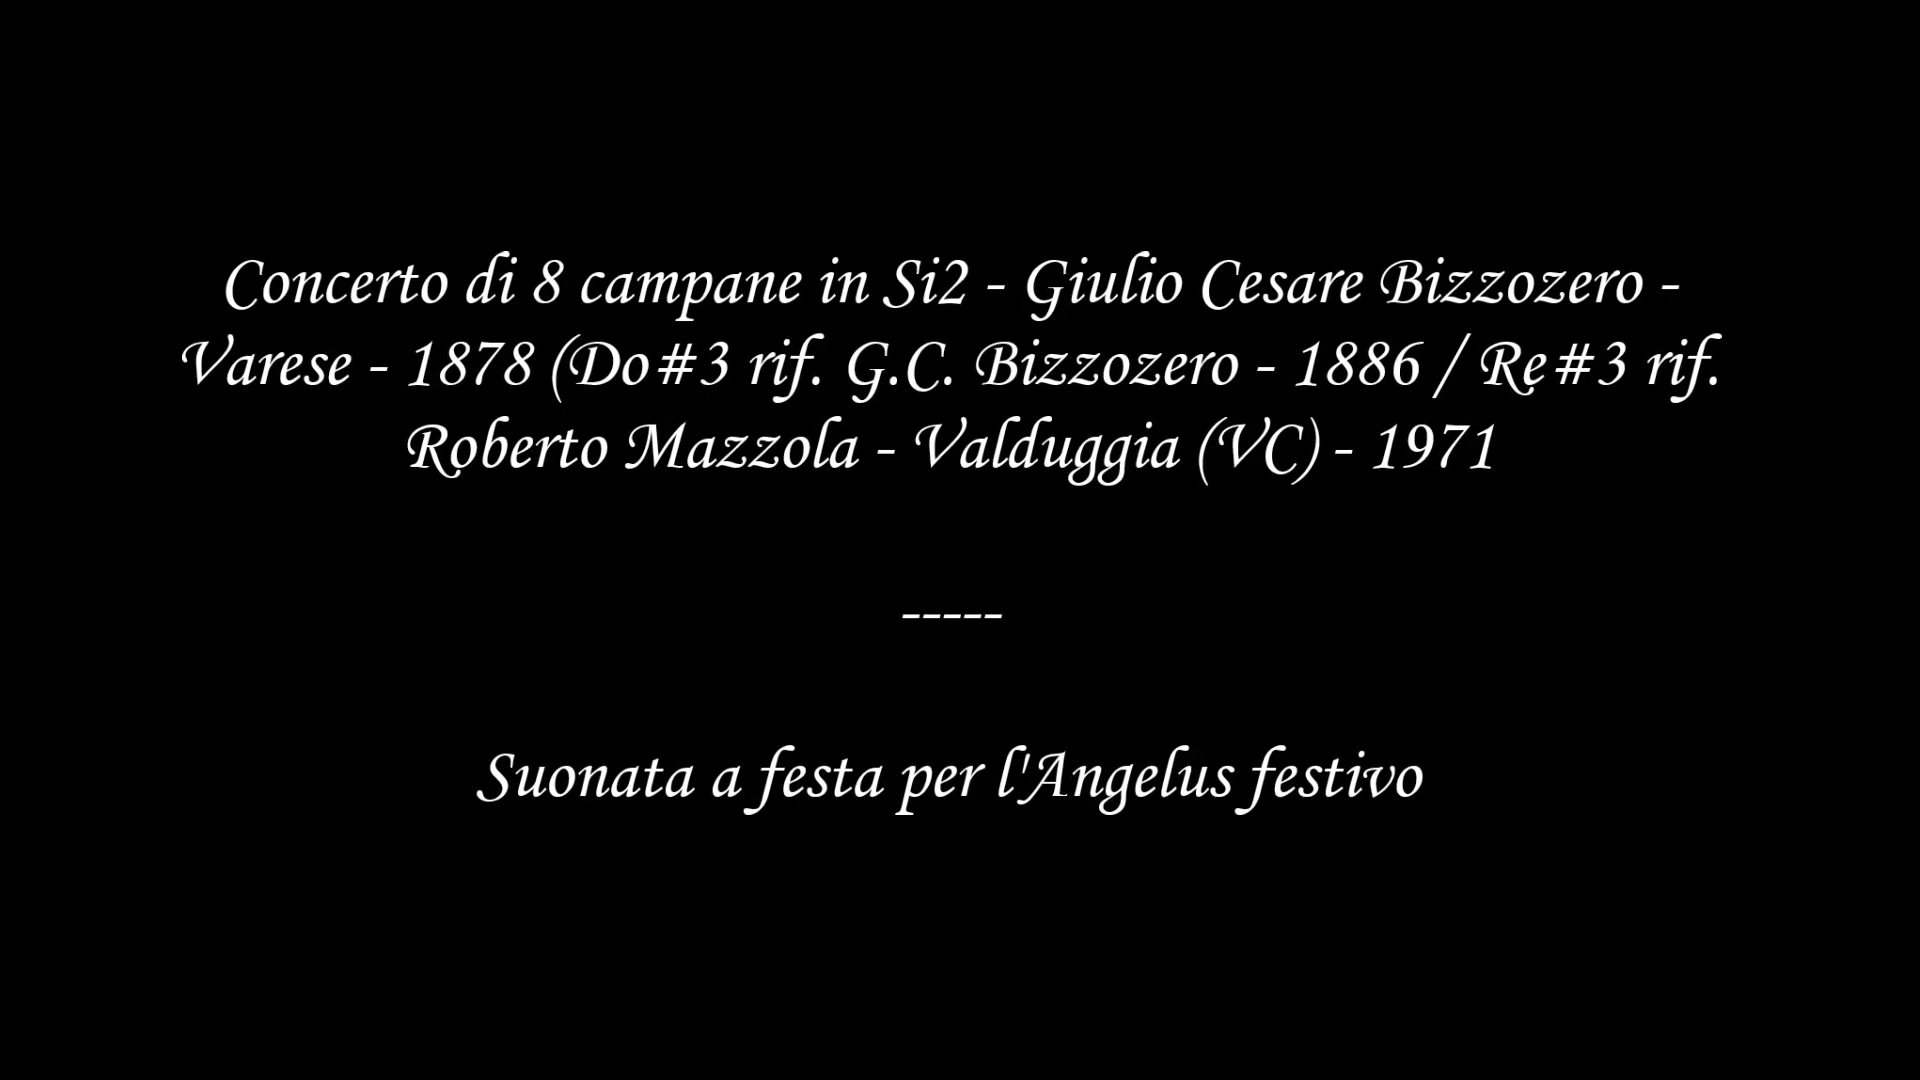 Concerto di 8 campane in Si2 - Giulio Cesare Bizzozero -
Varese - 1878 (Do#3 rif. G.C. Bizzozero - 1886 / Re#3 rif.
Roberto Mazzola - Valduggia (VC) - 1971
-----
Suonata a festa per l'Angelus festivo